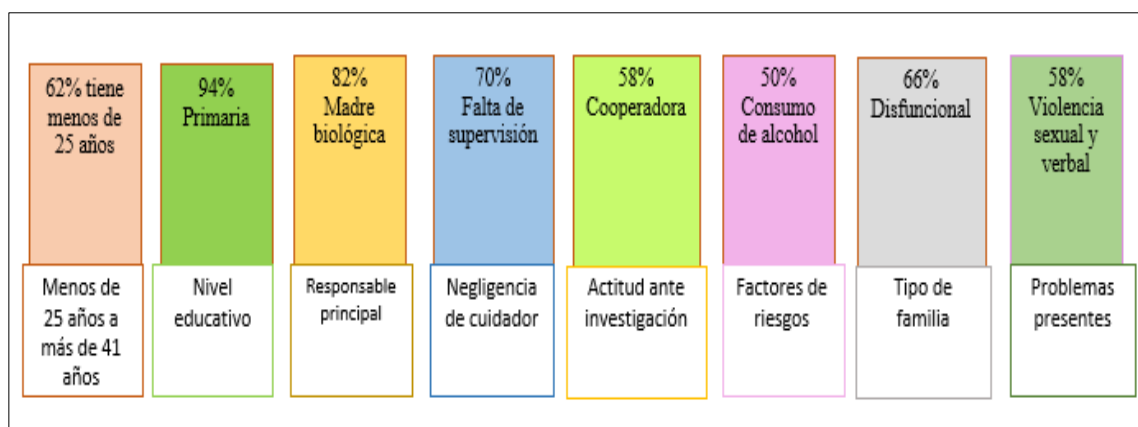 62% tiene
menos de
25 años
94%
Primaria
82%
Madre
biológica
70%
Falta de
supervisión
58%
Cooperadora
50%
Consumo
de alcohol
66%
Disfuncional
58%
Violencia
sexual y
verbal
Menos de
25 años a
más de 41
años
Nivel
educativo
Responsable
principal
Negligencia
de cuidador
Actitud ante
investigación
Factores de
riesgos
Tipo de
familia
Problemas
presentes